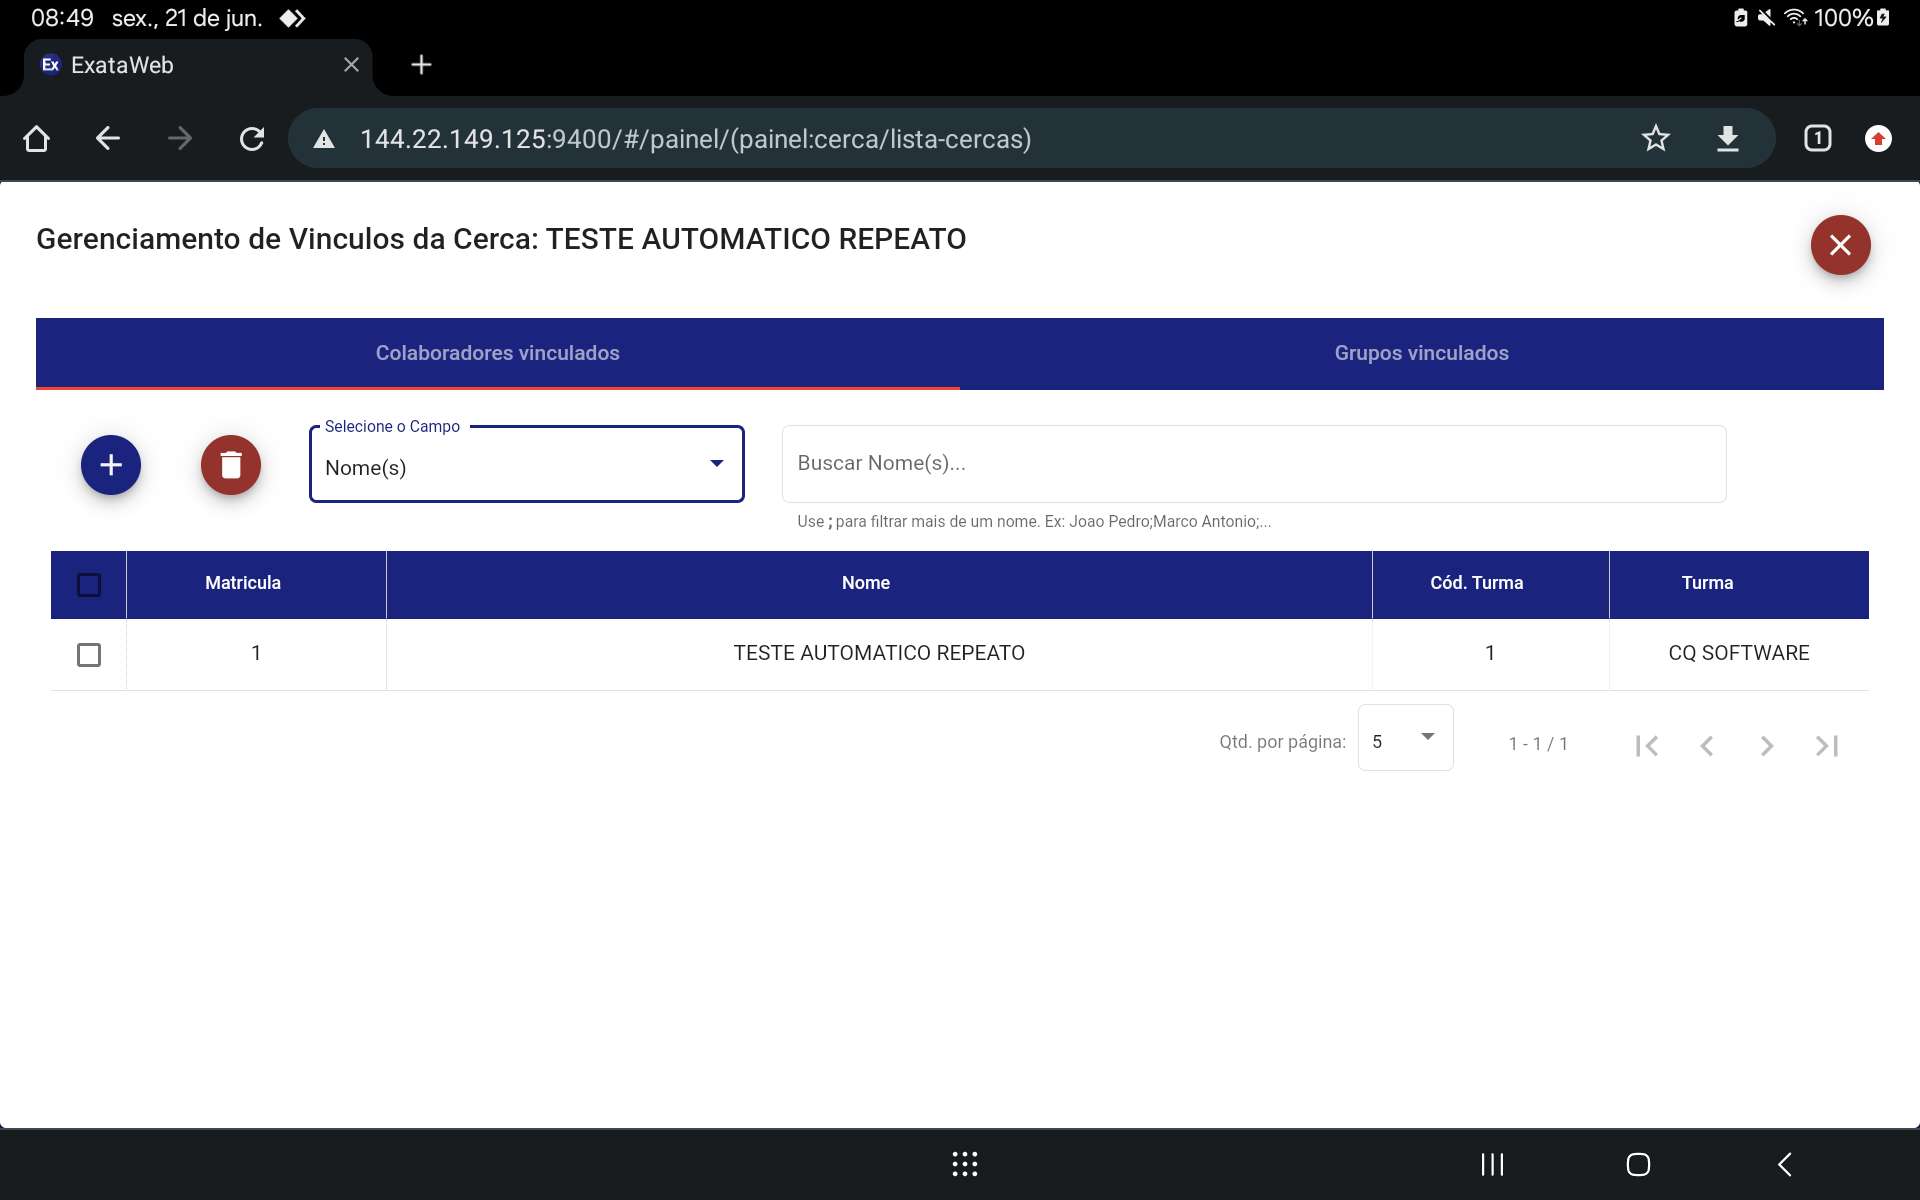 08:49 sex., 21 de jun. 100%
Ex ExataWeb
144.22.149.125:9400/#/painel/(painel:cerca/lista-cercas) 1
Gerenciamento de Vinculos da Cerca: TESTE AUTOMATICO REPEATO
Colaboradores vinculados Grupos vinculados
Selecione o Campo
Nome(s) Buscar Nome(s)...
Use ; para filtrar mais de um nome. Ex: Joao Pedro;Marco Antonio;...
Matricula Nome Cód. Turma Turma
1 TESTE AUTOMATICO REPEATO 1 CQ SOFTWARE
Qtd. por página: 5 1 - 1 / 1